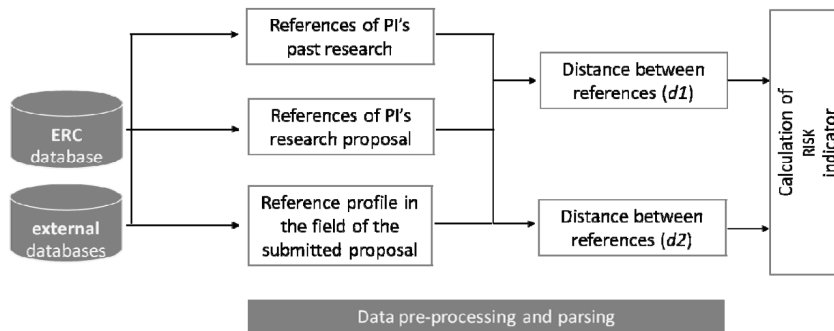 References of PI's
past research
ERC
database
References of PI's
research proposal
external
databases
Reference profile in
the field of the
submitted proposal
Distance between
references (d1)
Distance between
references (d2)
Calculation of
RISK
indicator
Data pre-processing and parsing